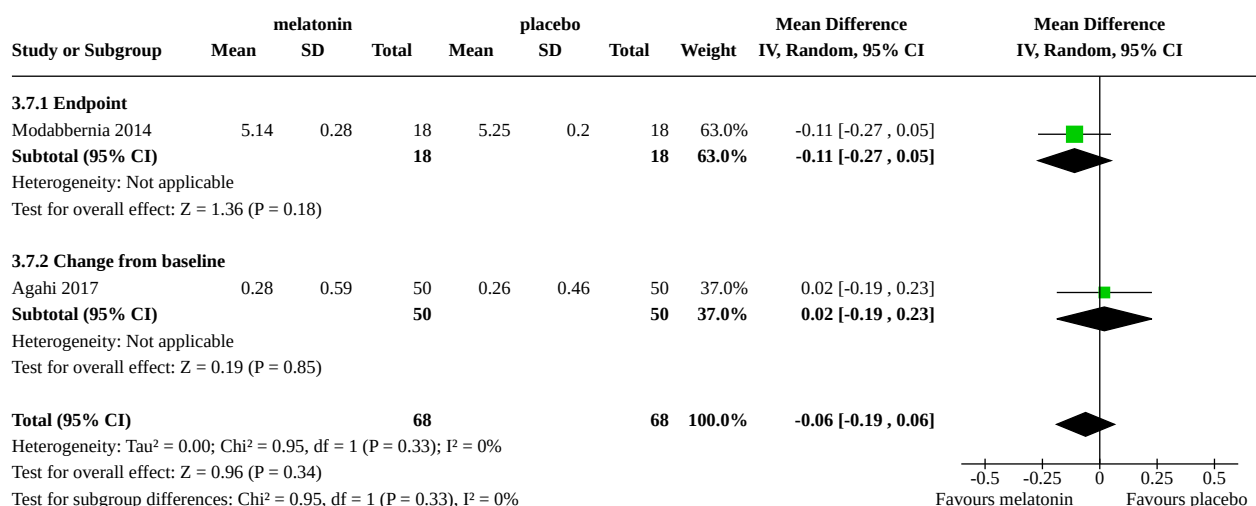 melatonin placebo Mean Difference Mean Difference
Study or Subgroup Mean SD Total Mean SD Total Weight IV, Random, 95% CI IV, Random, 95% CI
3.7.1 Endpoint
Modabbernia 2014 5.14 0.28 18 5.25 0.2 18 63.0% -0.11 [-0.27 , 0.05]
Subtotal (95% CI) 18 18 63.0% -0.11 [-0.27 , 0.05]
Heterogeneity: Not applicable
Test for overall effect: Z = 1.36 (P = 0.18)
3.7.2 Change from baseline
Agahi 2017 0.28 0.59 50 0.26 0.46 50 37.0% 0.02 [-0.19 , 0.23]
Subtotal (95% CI) 50 50 37.0% 0.02 [-0.19 , 0.23]
Heterogeneity: Not applicable
Test for overall effect: Z = 0.19 (P = 0.85)
Total (95% CI) 68 68 100.0% -0.06 [-0.19 , 0.06]
Heterogeneity: Tau² = 0.00; Chi² = 0.95, df = 1 (P = 0.33); I² = 0%
Test for overall effect: Z = 0.96 (P = 0.34)
-0.5 -0.25 0 0.25 0.5
Test for subgroup differences: Chi² = 0.95, df = 1 (P = 0.33), I² = 0% Favours melatonin Favours placebo